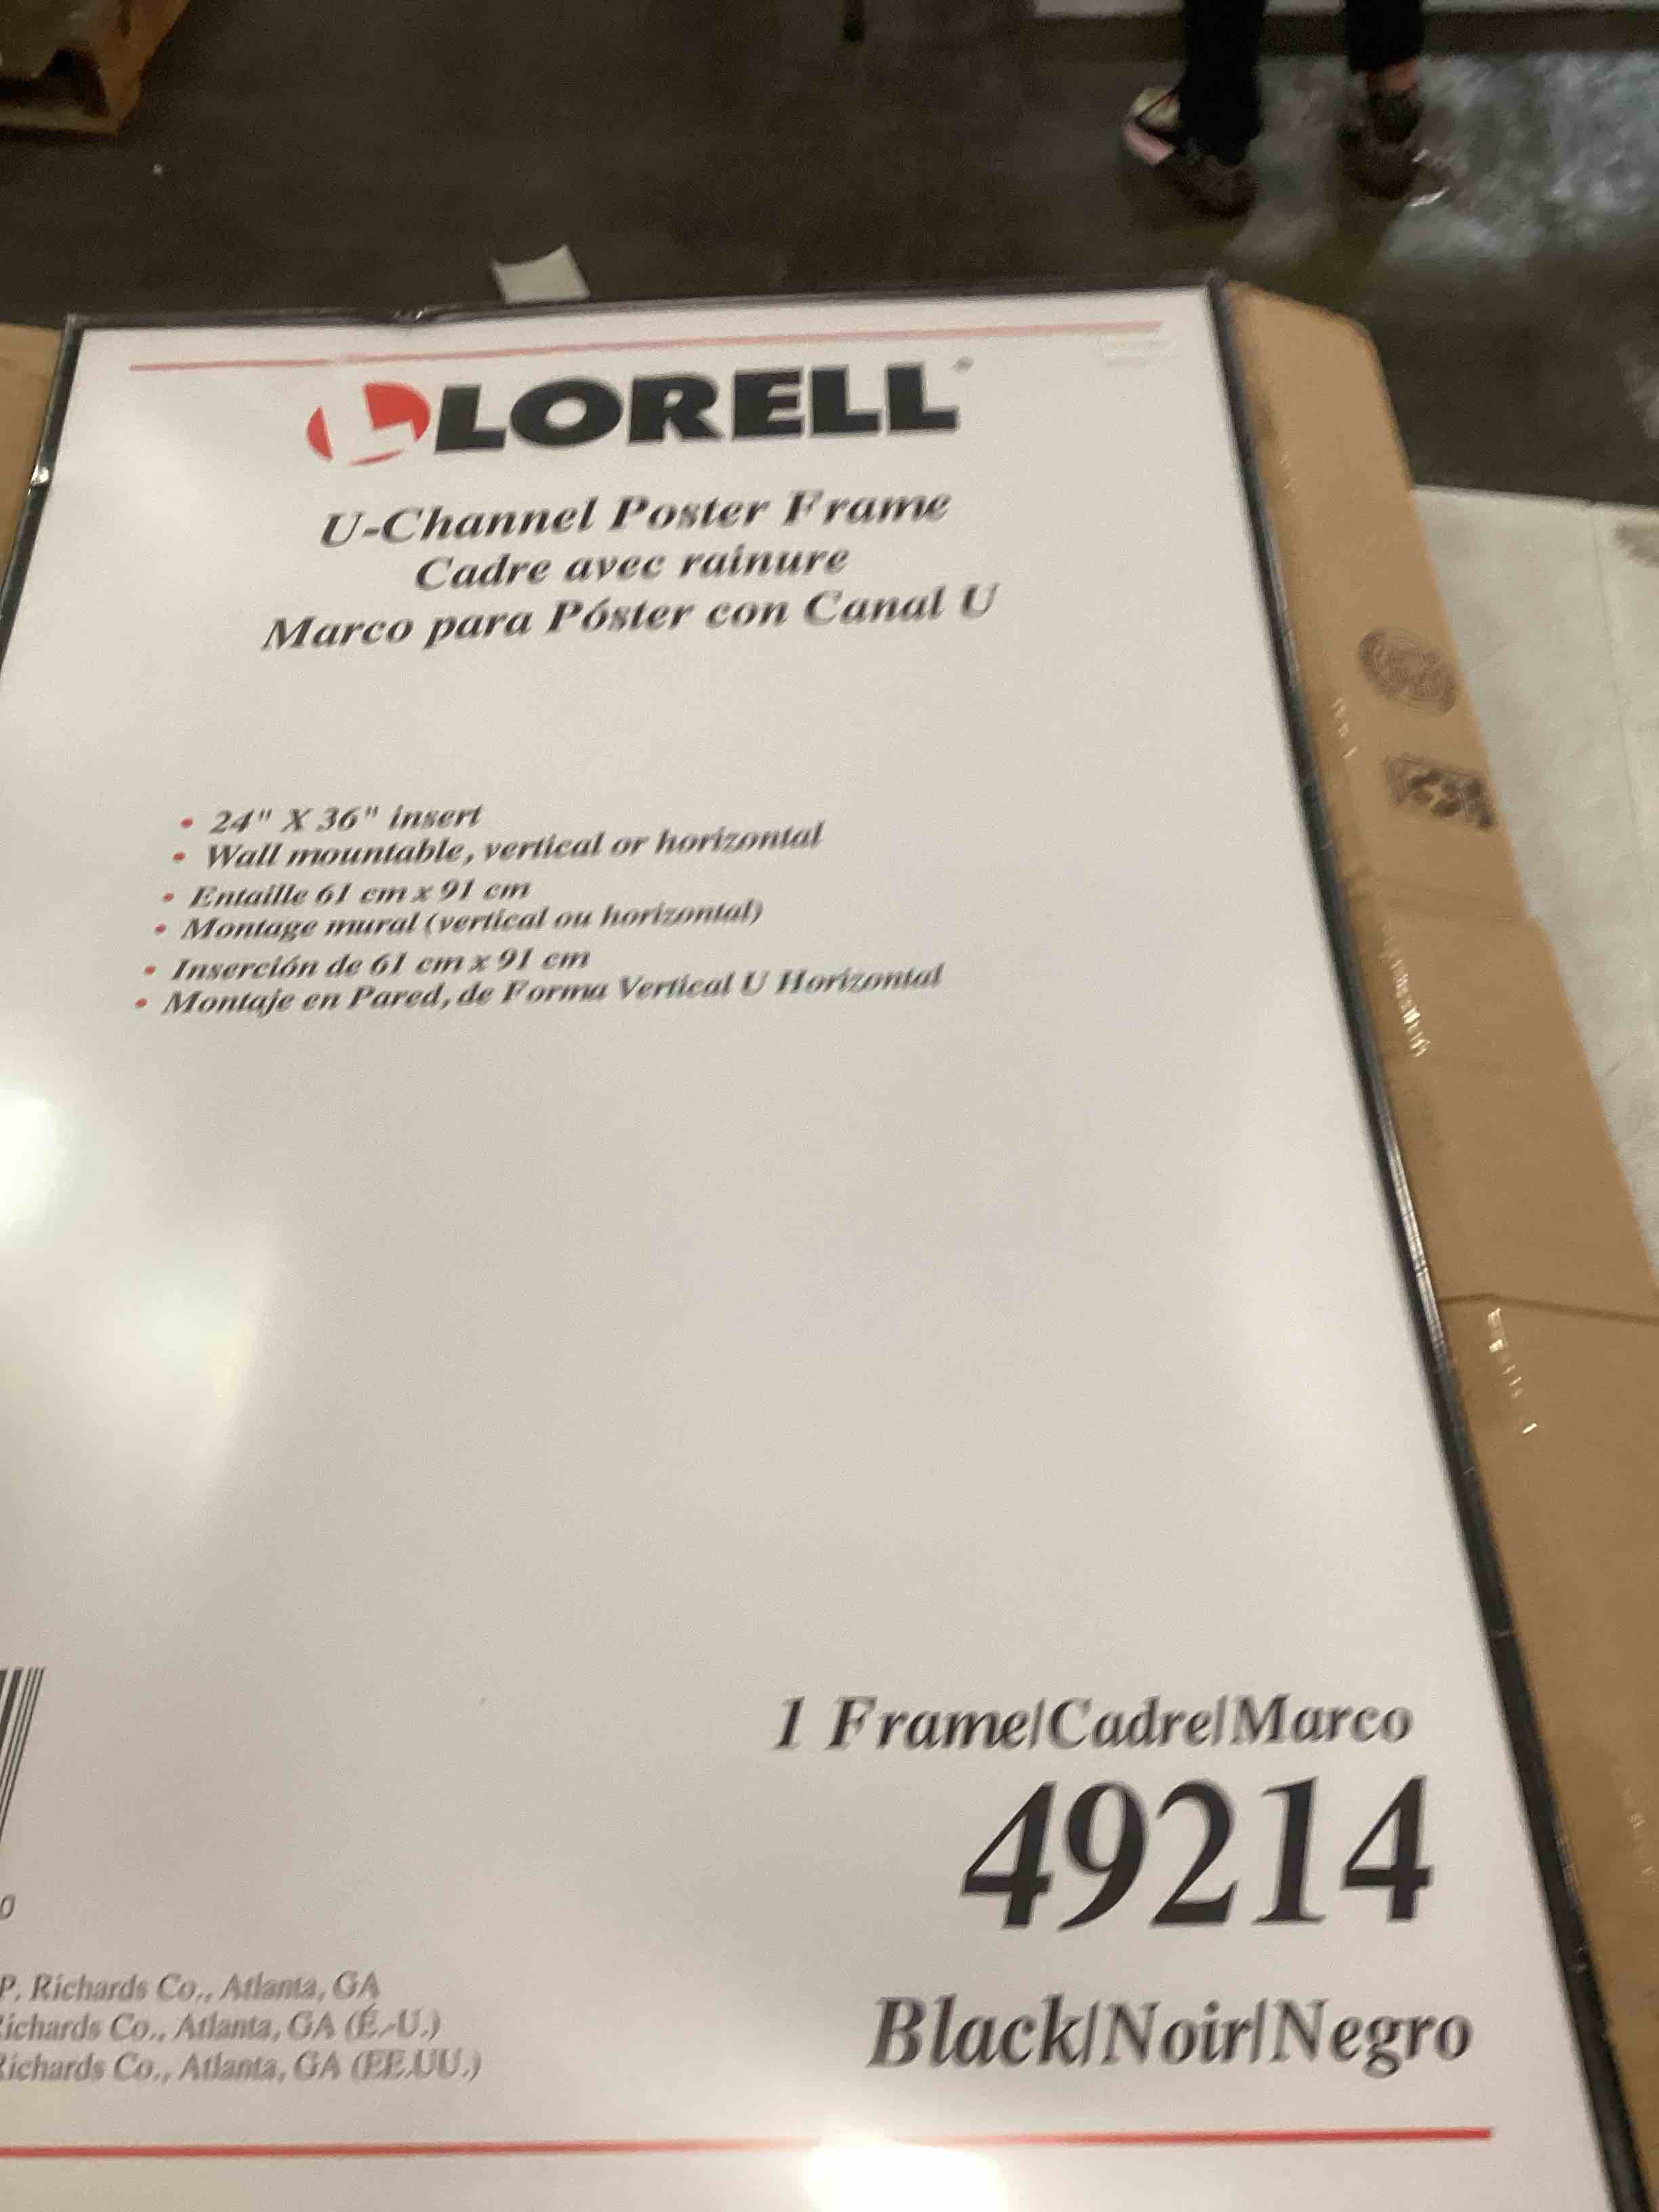 LORELL®
U-Channel Poster Frame
Cadre avec rainure
Marco para Póster con Canal U
• 24" X 36" insert
• Wall mountable, vertical or horizontal
• Entaille 61 cm x 91 cm
• Montage mural (vertical ou horizontal)
• Inserción de 61 cm x 91 cm
• Montaje en Pared, de Forma Vertical U Horizontal
1 Frame/Cadre/Marco
49214
Black/Noir/Negro
0
P. Richards Co., Atlanta, GA
Richards Co., Atlanta, GA (É.-U.)
Richards Co., Atlanta, GA (EE.UU.)